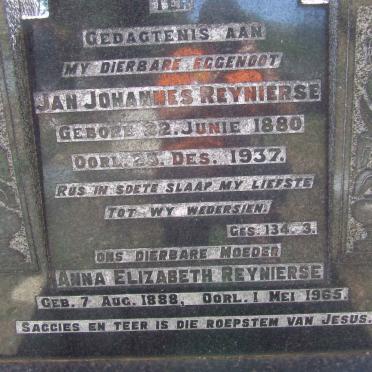 TER
GEDAGTENIS AAN
MY DIERBARE EGGENOOT
JAN JOHANNES REYNIERSE
GEBORE 22. JUNIE 1880
OORL. 23. DES. 1937.
RUS IN SOETE SLAAP MY LIEFSTE
TOT WY WEDERSIEN.
GES. 134. 3.
ONS DIERBARE MOEDER
ANNA ELIZABETH REYNIERSE
GEB. 7 AUG. 1888, OORL. 1 MEI 1965.
SAGGIES EN TEER IS DIE ROEPSTEM VAN JESUS.